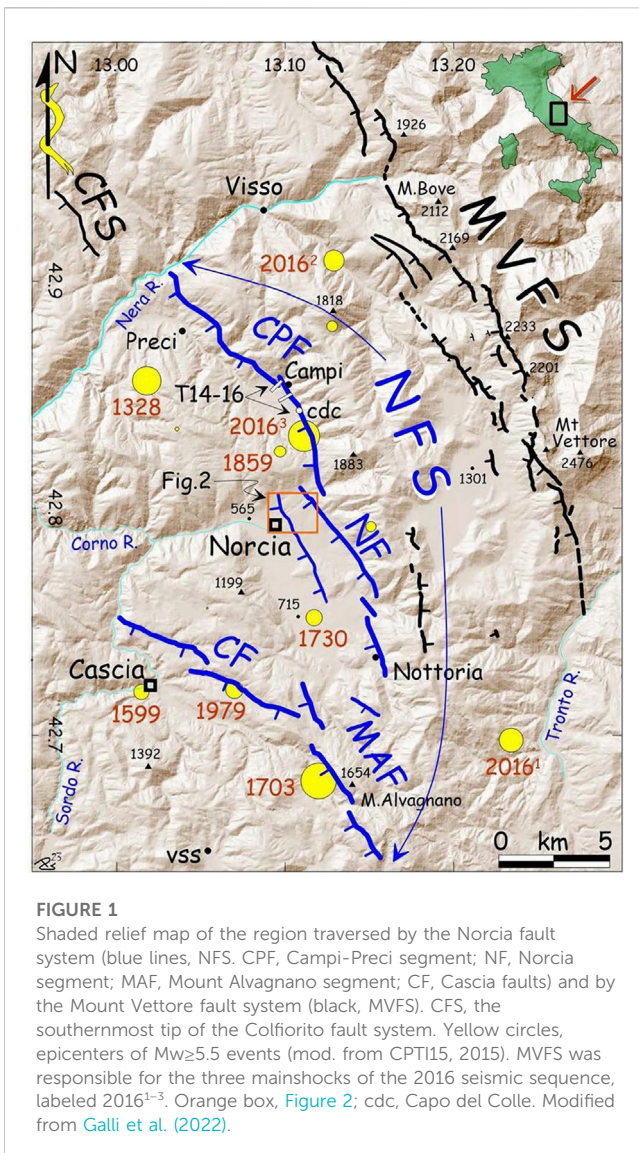 N
13.00
13.10
13.20
1926
CFS
Visso
M.Bove
2112
2169
MVFS
2016²
42.9
Nera R.
1818
CPF
2233
Preci
NFS
2201
Campi
T14-16
cdc
Mt
Vettore
1328
2016³
2476
1859
1883
1301
Fig.2
42.8
565
NF
Corno R.
Norcia
1199
715
1730
CF
Nottoria
Cascia
1599
1979
42.7
MAF
Tronto R.
2016¹
1392
1703
1654
M.Alvagnano
Sordo R.
vss
0 km 5
FIGURE 1
Shaded relief map of the region traversed by the Norcia fault
system (blue lines, NFS. CPF, Campi-Preci segment; NF, Norcia
segment; MAF, Mount Alvagnano segment; CF, Cascia faults) and by
the Mount Vettore fault system (black, MVFS). CFS, the
southernmost tip of the Colfiorito fault system. Yellow circles,
epicenters of Mw≥5.5 events (mod. from CPTI15, 2015). MVFS was
responsible for the three mainshocks of the 2016 seismic sequence,
labeled 2016¹⁻³. Orange box, Figure 2; cdc, Capo del Colle. Modified
from Galli et al. (2022).